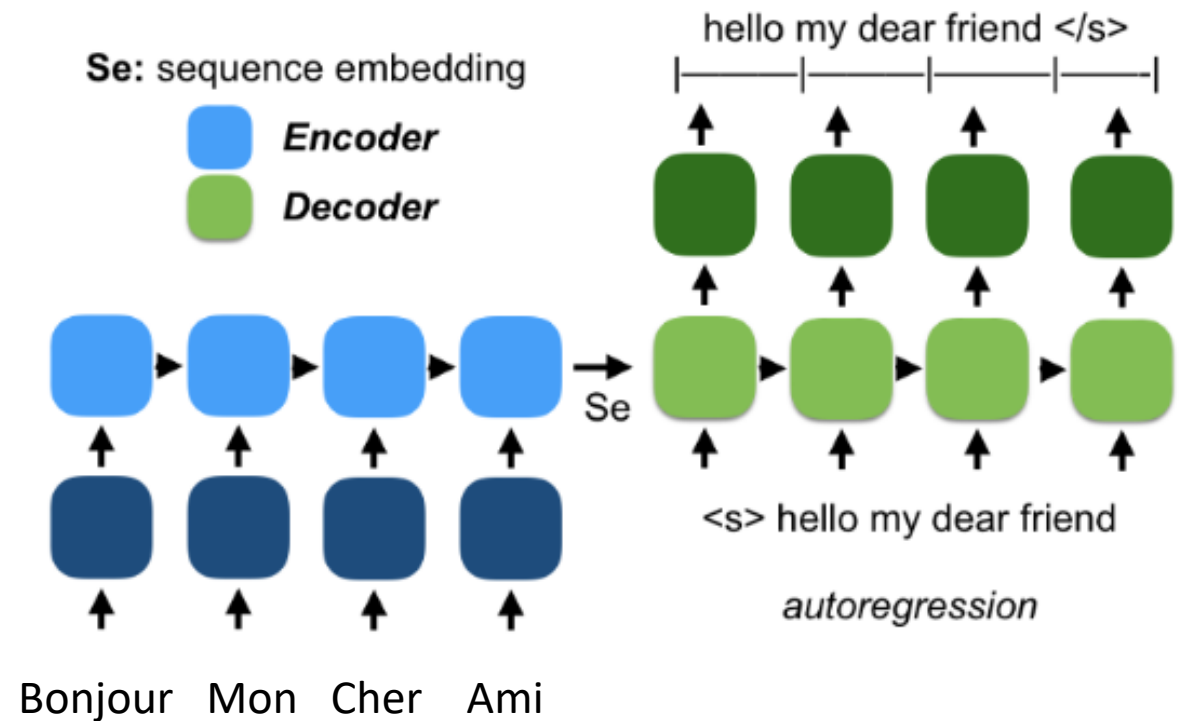 Se: sequence embedding
Encoder
Decoder
hello my dear friend </s>
Se
<s> hello my dear friend
autoregression
Bonjour Mon Cher Ami